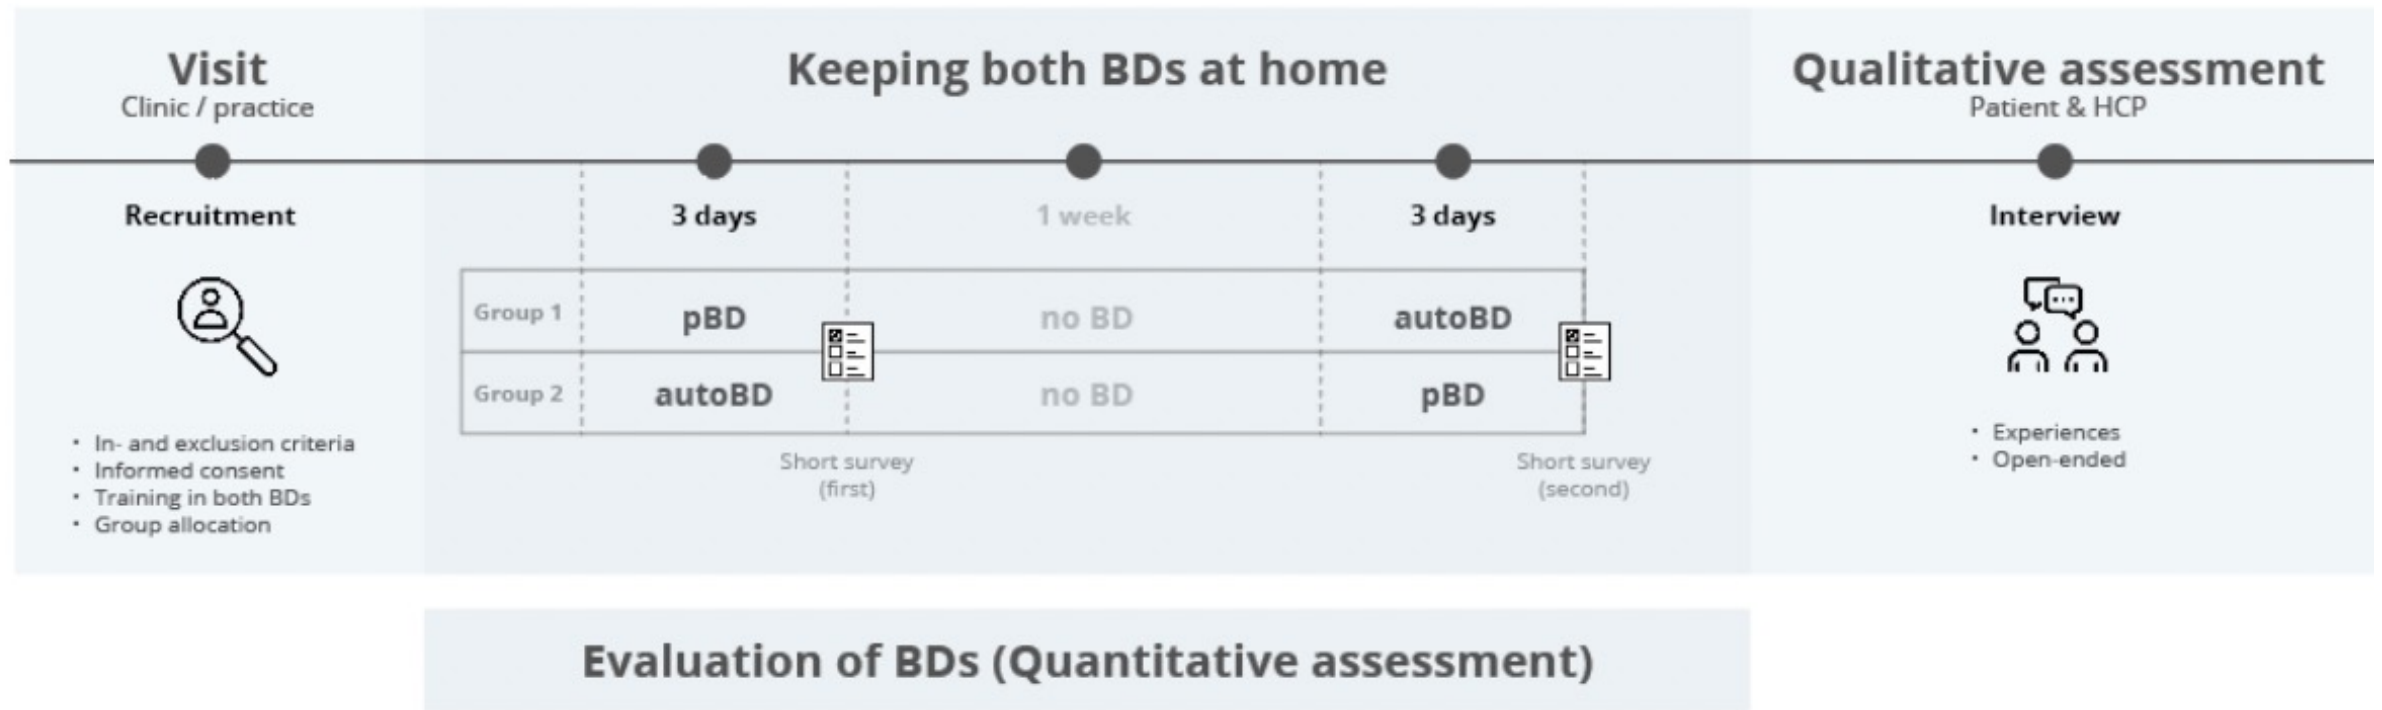 Visit
Clinic / practice
Keeping both BDs at home
Qualitative assessment
Patient & HCP
Recruitment
3 days
1 week
3 days
Interview
Group 1
pBD
no BD
autoBD
Group 2
autoBD
no BD
pBD
• In- and exclusion criteria
• Informed consent
• Training in both BDs
• Group allocation
Short survey
(first)
Short survey
(second)
• Experiences
• Open-ended
Evaluation of BDs (Quantitative assessment)